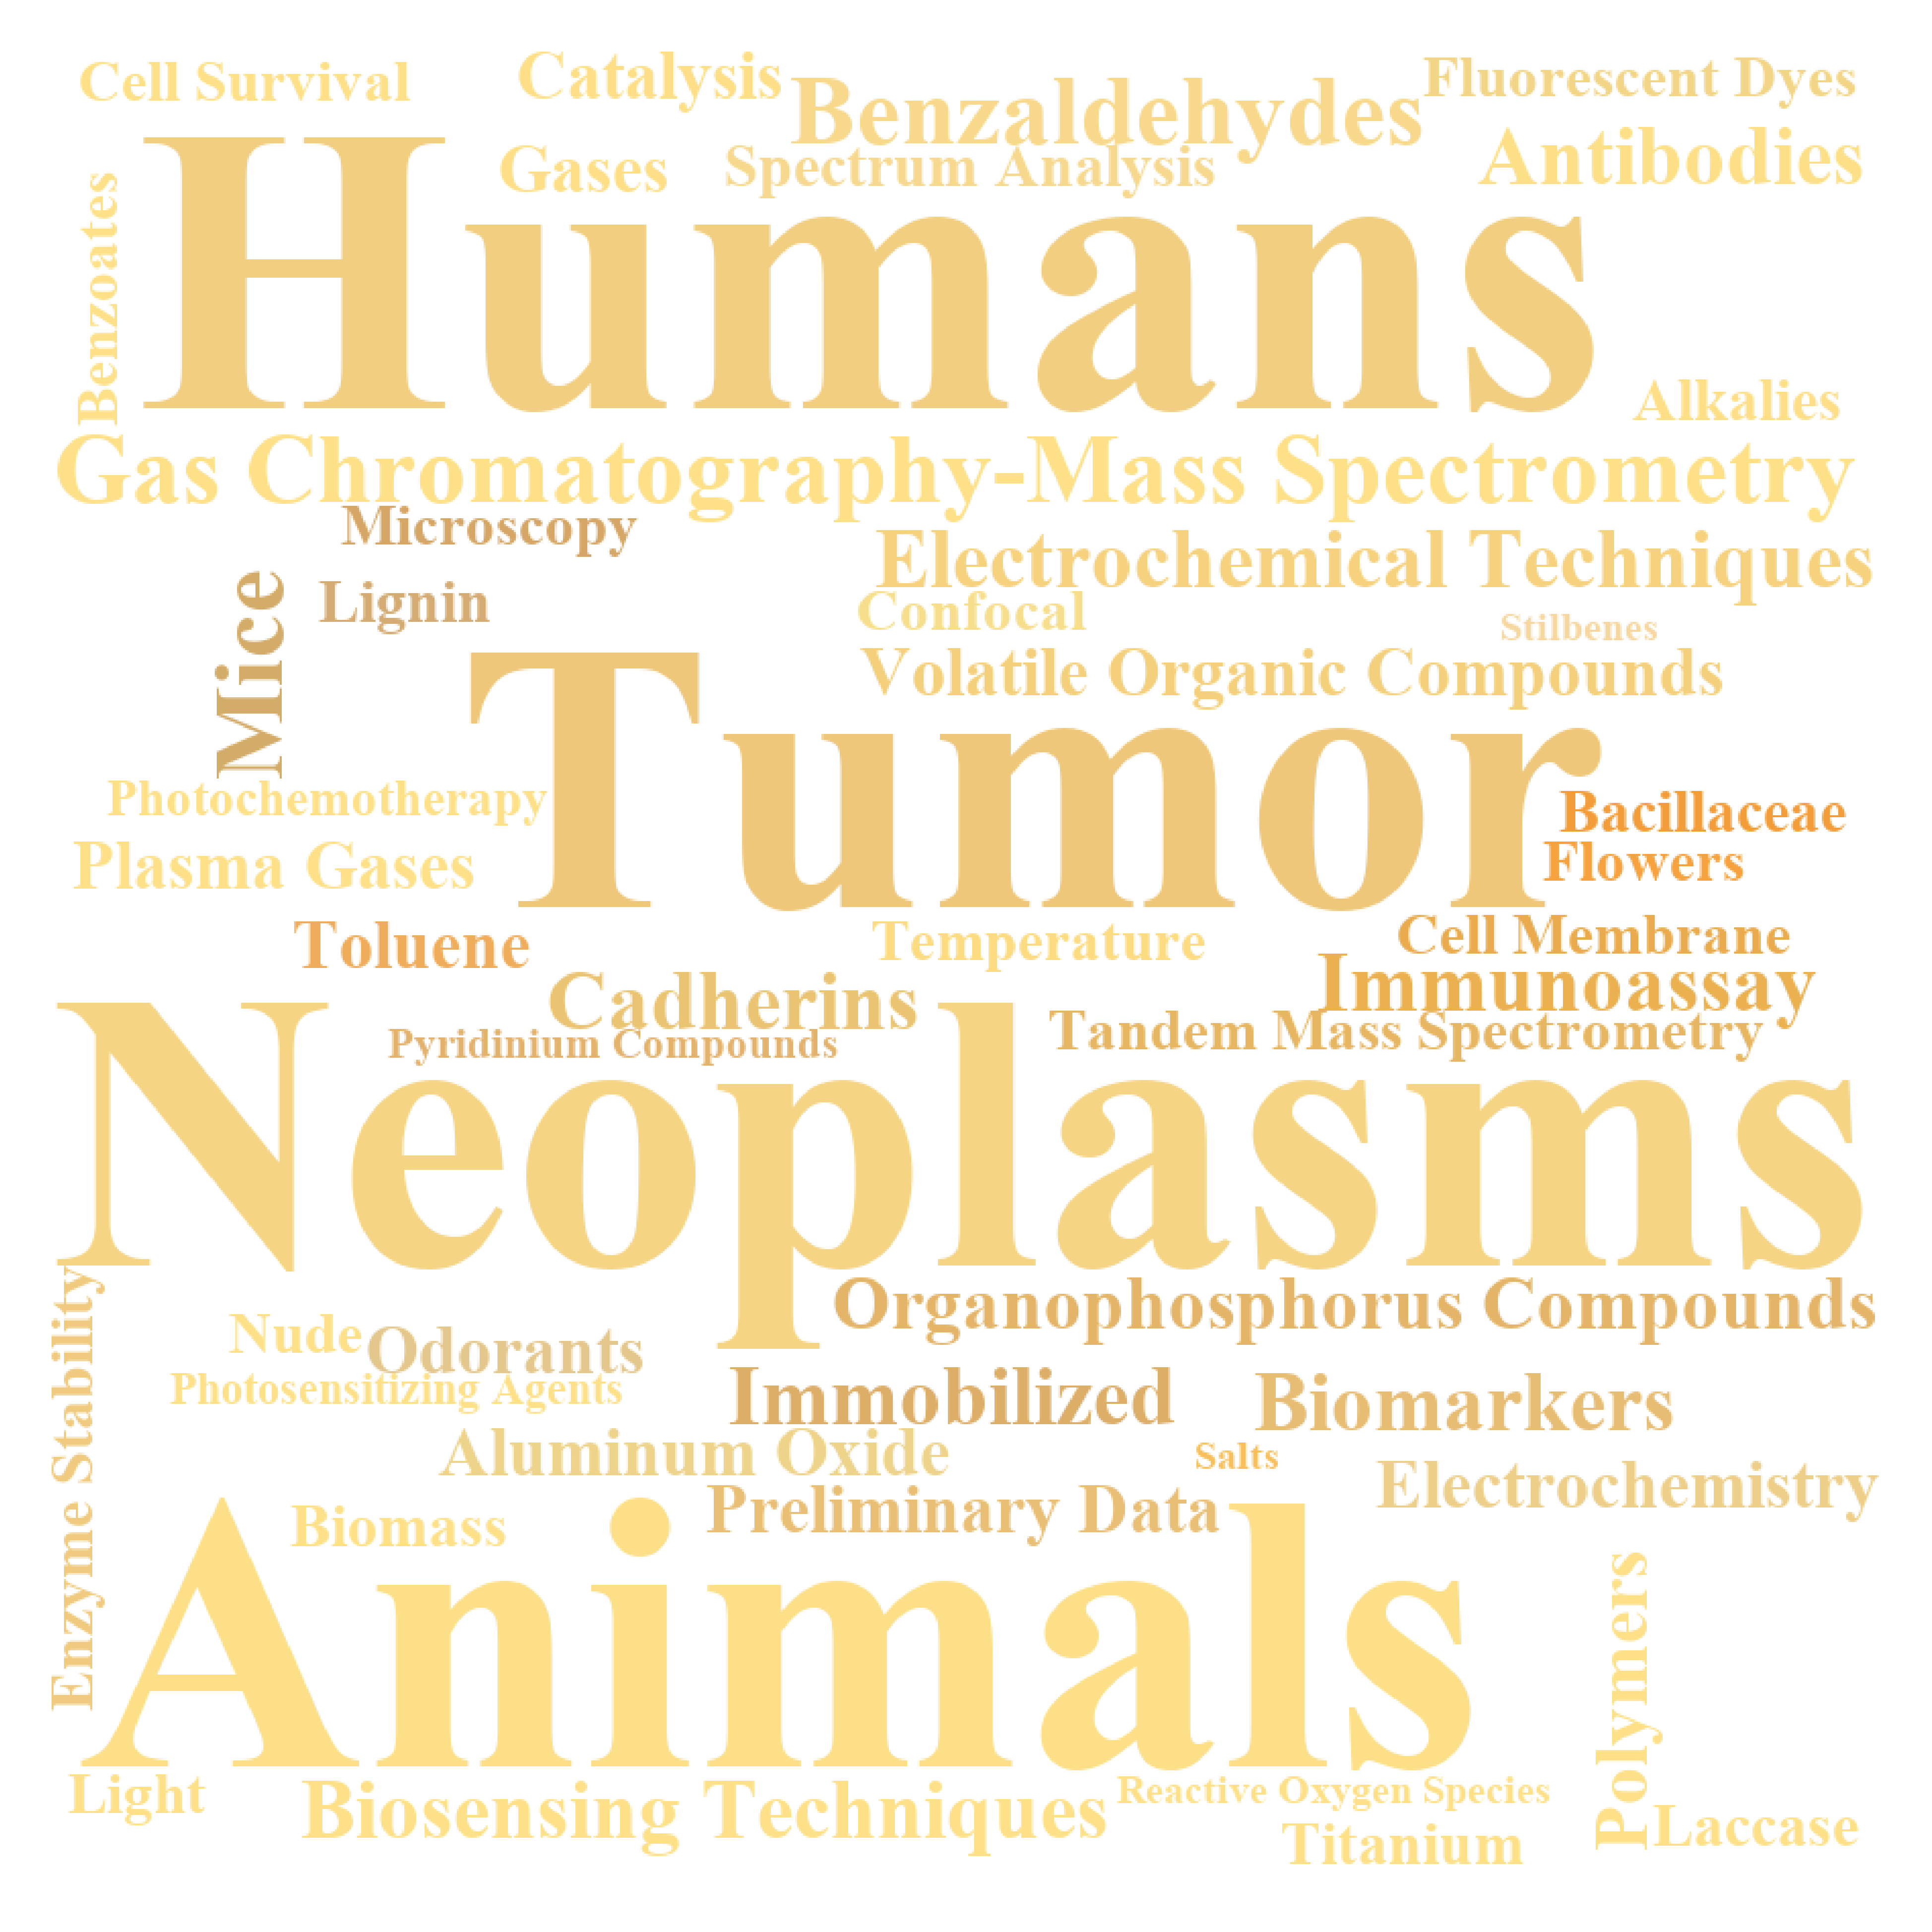 Cell Survival
Catalysis
Benzaldehydes
Fluorescent Dyes
Gases
Spectrum Analysis
Antibodies
Benzoates
Humans
Alkalies
Gas Chromatography-Mass Spectrometry
Microscopy
Electrochemical Techniques
Mice
Lignin
Confocal
Stilbenes
Volatile Organic Compounds
Tumor
Photochemotherapy
Bacillaceae
Plasma Gases
Flowers
Toluene
Temperature
Cell Membrane
Cadherins
Immunoassay
Pyridinium Compounds
Tandem Mass Spectrometry
Neoplasms
Organophosphorus Compounds
Enzyme Stability
Nude
Odorants
Photosensitizing Agents
Immobilized
Biomarkers
Aluminum Oxide
Salts
Electrochemistry
Preliminary Data
Biomass
Animals
Polymers
Light
Biosensing Techniques
Reactive Oxygen Species
Titanium
Laccase